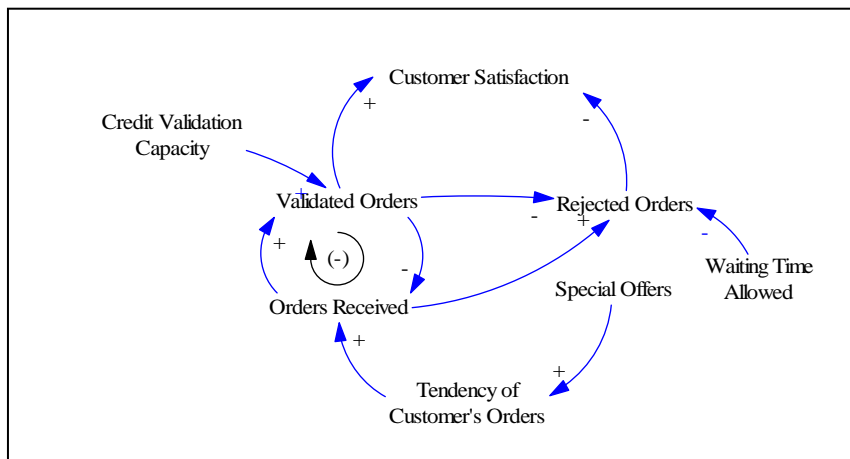 Customer Satisfaction
+
-
Credit Validation
Capacity
+
Validated Orders
-
Rejected Orders
+
+
(-)
-
-
Waiting Time
Allowed
Special Offers
Orders Received
+
+
Tendency of
Customer's Orders